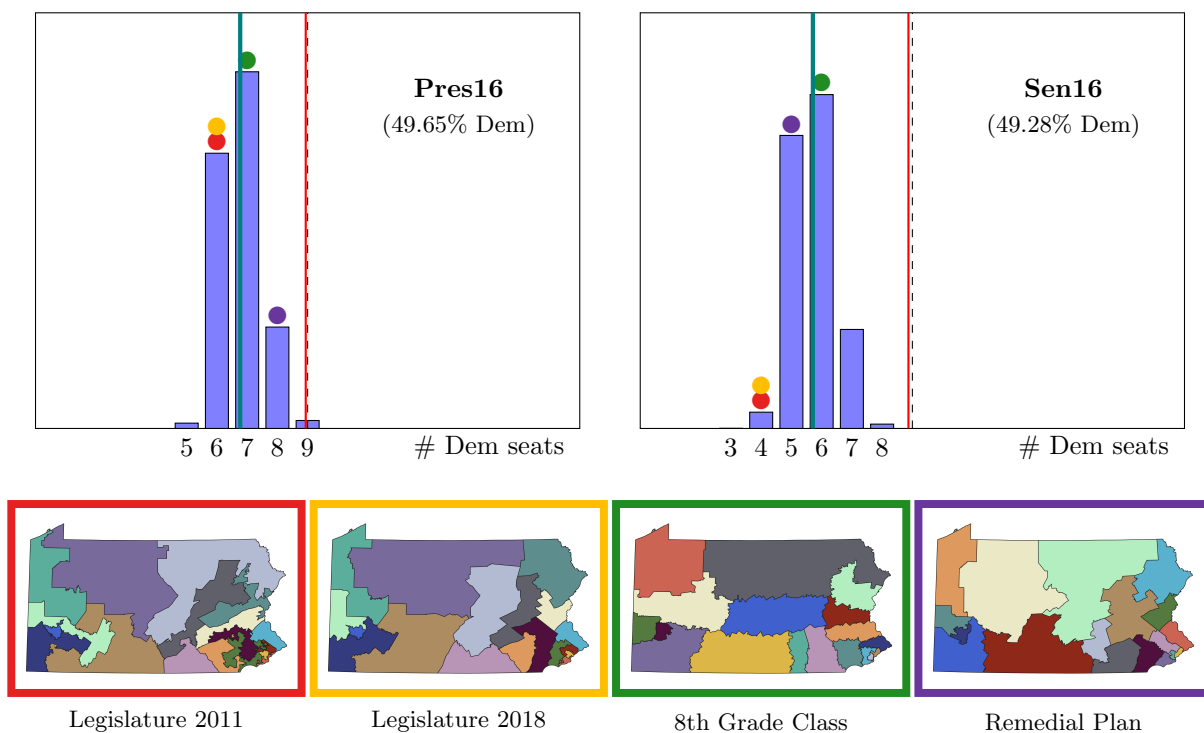 Pres16
(49.65% Dem)
5 6 7 8 9 # Dem seats
Sen16
(49.28% Dem)
3 4 5 6 7 8 # Dem seats
Legislature 2011
Legislature 2018
8th Grade Class
Remedial Plan